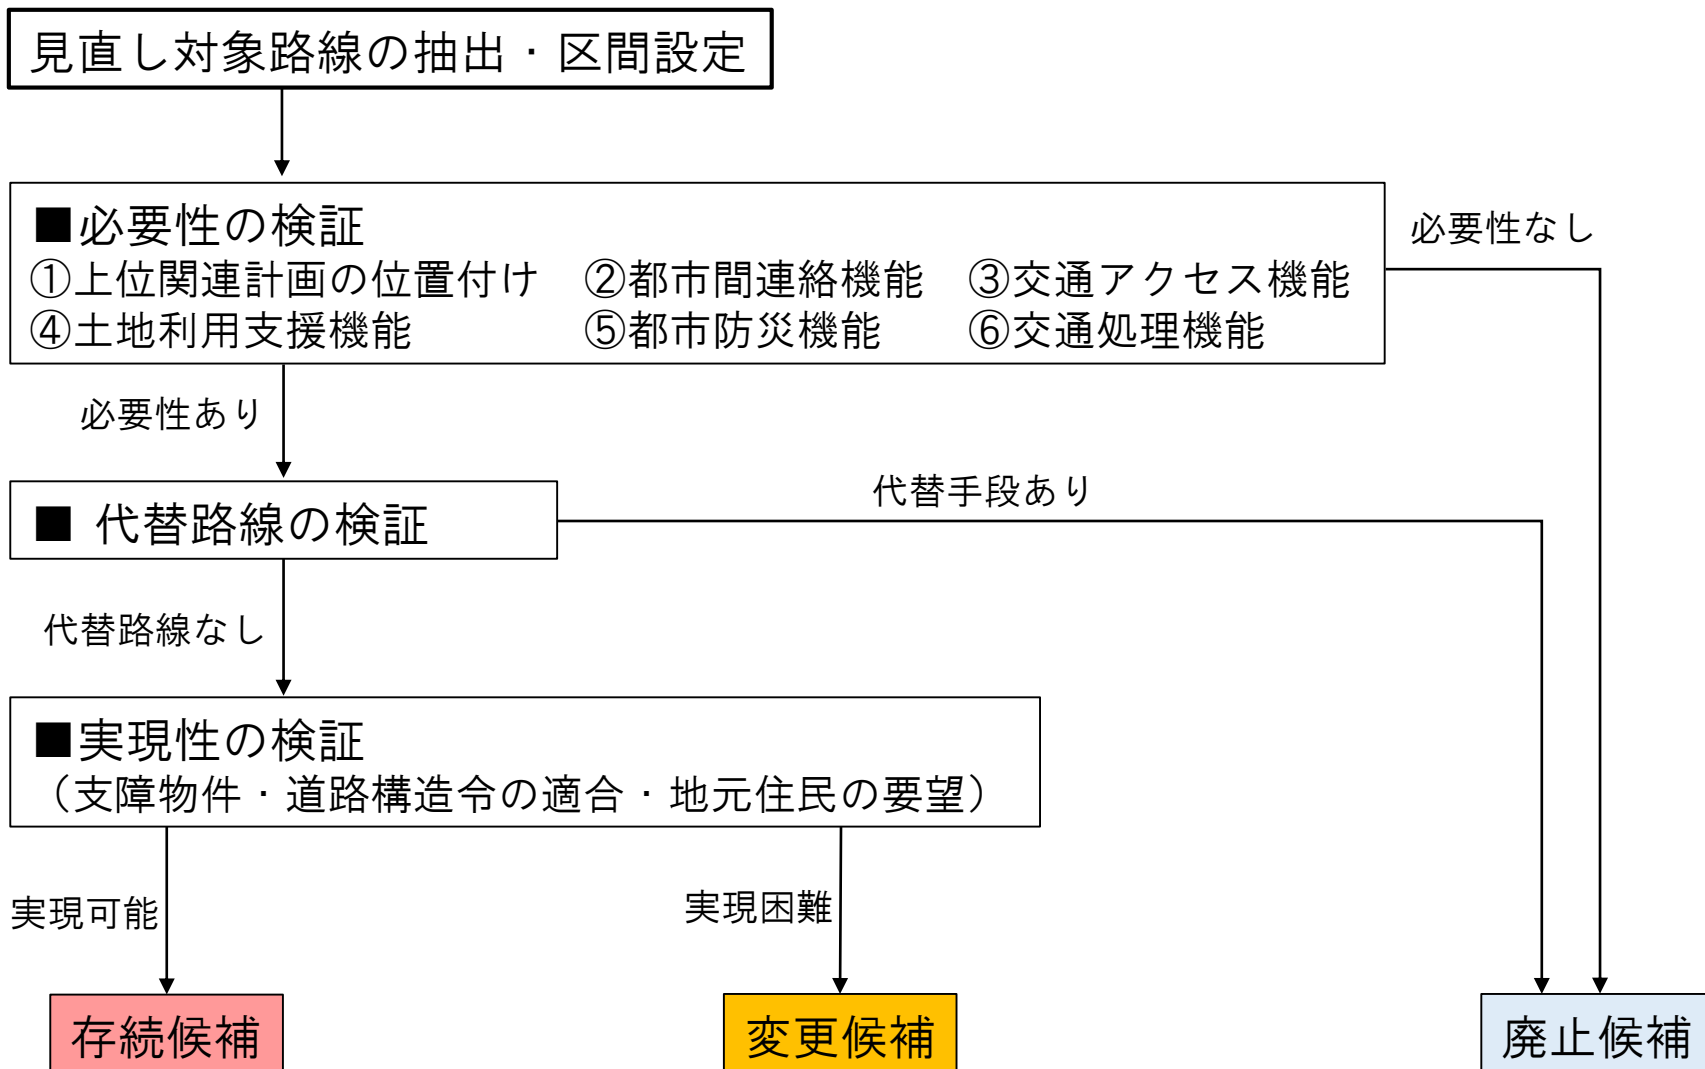 見直し対象路線の抽出・区間設定
■必要性の検証
①上位関連計画の位置付け ②都市間連絡機能 ③交通アクセス機能
④土地利用支援機能 ⑤都市防災機能 ⑥交通処理機能
必要性なし
必要性あり
■ 代替路線の検証
代替手段あり
代替路線なし
■実現性の検証
（支障物件・道路構造令の適合・地元住民の要望）
実現可能
実現困難
存続候補
変更候補
廃止候補